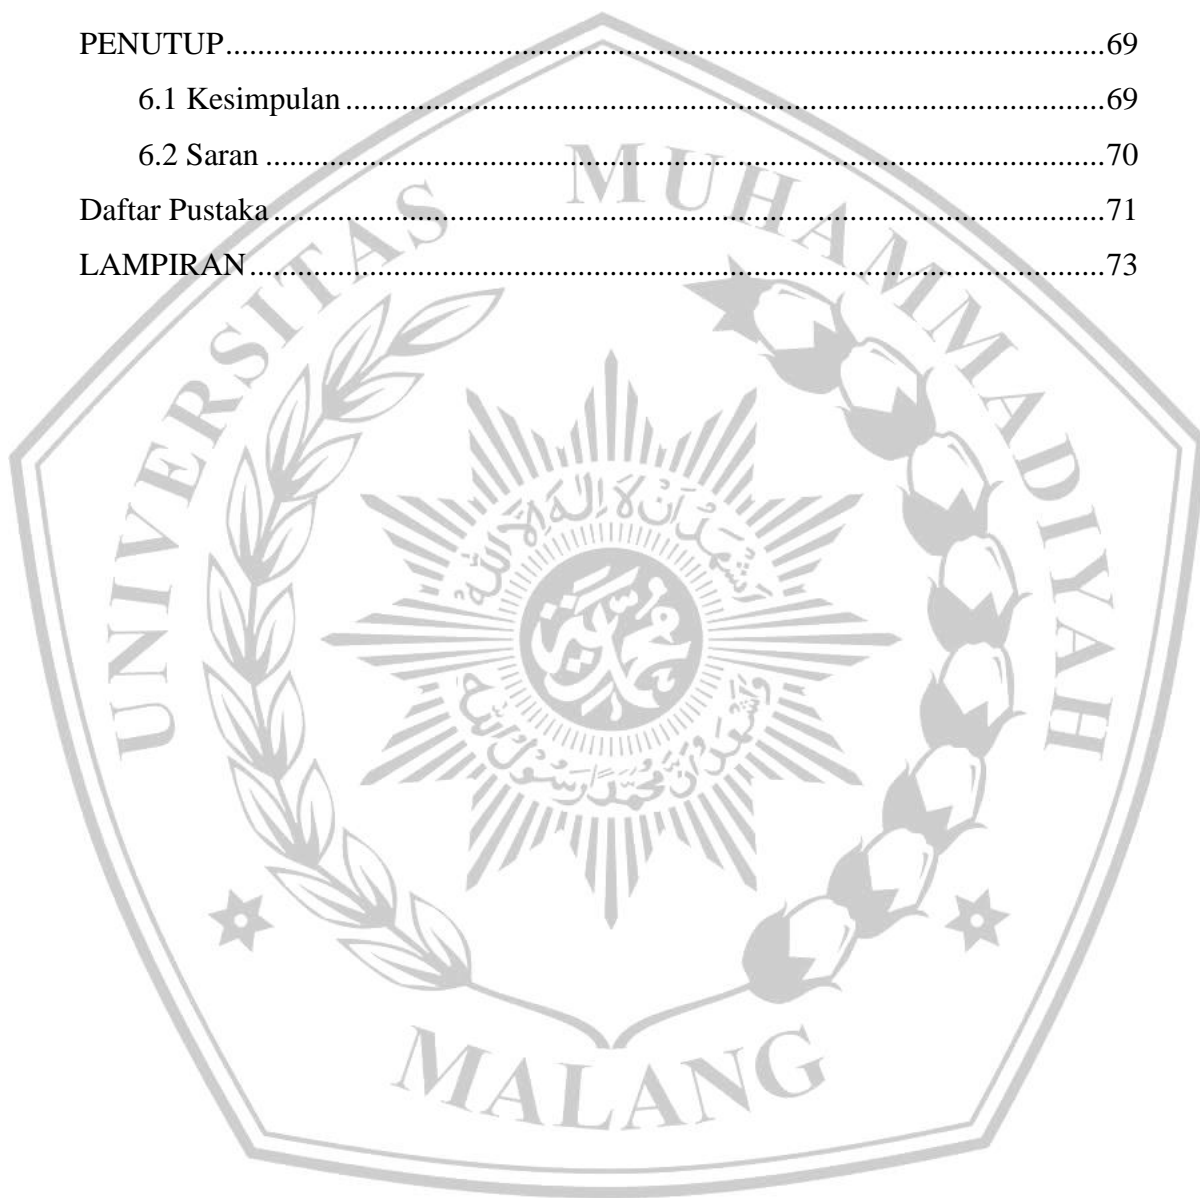 PENUTUP........................................................................................................69
6.1 Kesimpulan........................................................................................69
6.2 Saran..................................................................................................70
Daftar Pustaka...................................................................................................71
LAMPIRAN.....................................................................................................73
UNIVERSITAS MUHAMMADIYAH
MALANG